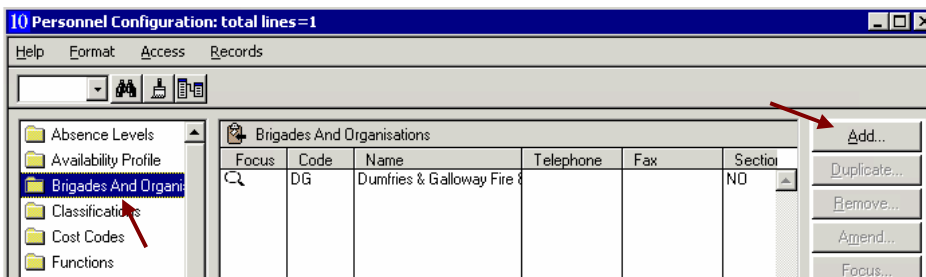 10 Personnel Configuration: total lines=1
Help Format Access Records
Absence Levels
Availability Profile
Brigades And Organi
Classifications
Cost Codes
Functions
Brigades And Organisations
Focus Code Name Telephone Fax Section
DG Dumfries & Galloway Fire & NO
Add...
Duplicate...
Remove...
Amend...
Focus...